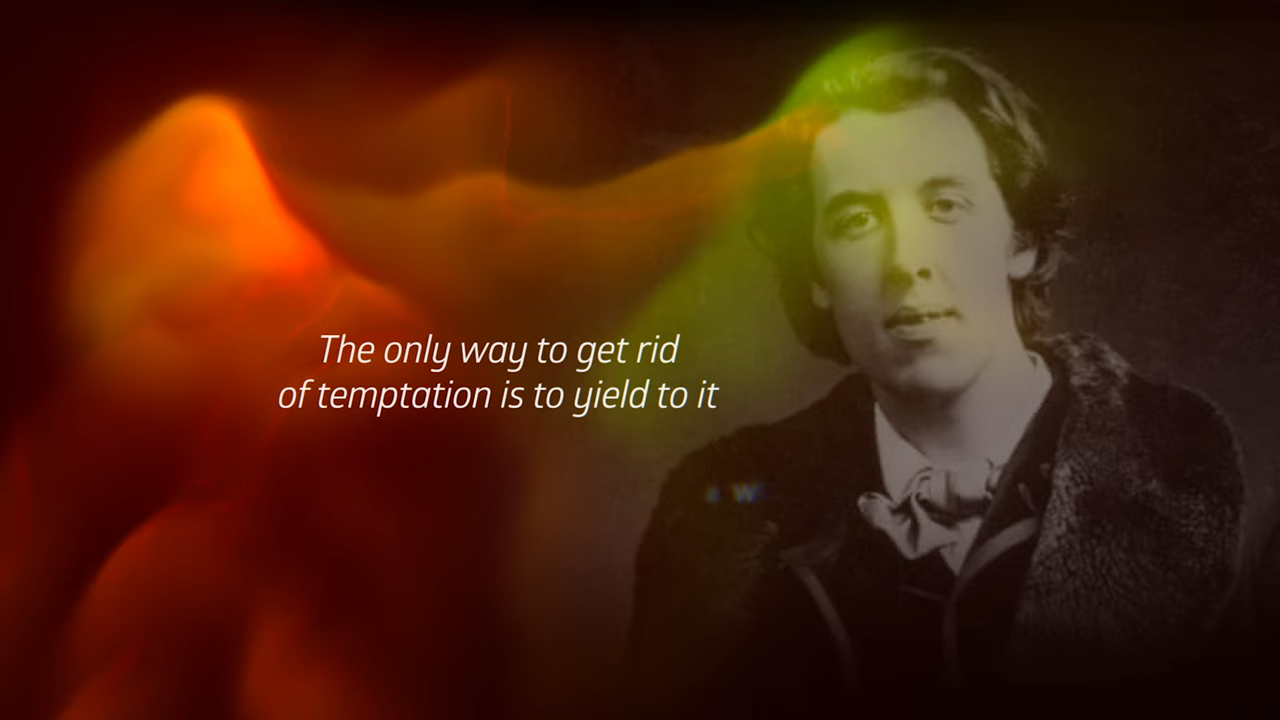 The only way to get rid
of temptation is to yield to it